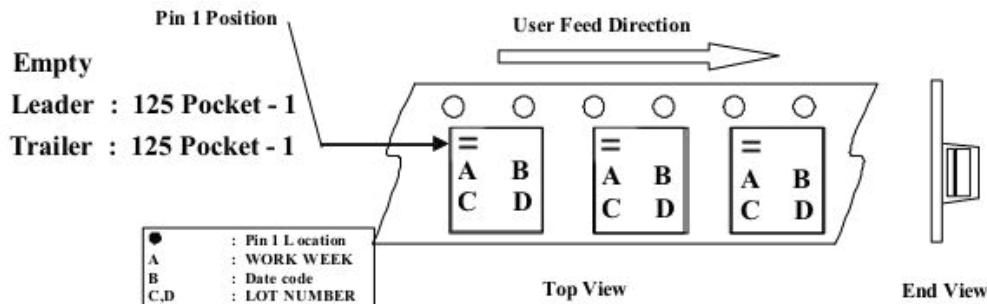 Pin 1 Position
User Feed Direction
Empty
Leader : 125 Pocket - 1
Trailer : 125 Pocket - 1
= = =
A B A B A B
C D C D C D
● : Pin 1 L ocation
A : WORK WEEK
B : Date code
C,D : LOT NUMBER
Top View
End View